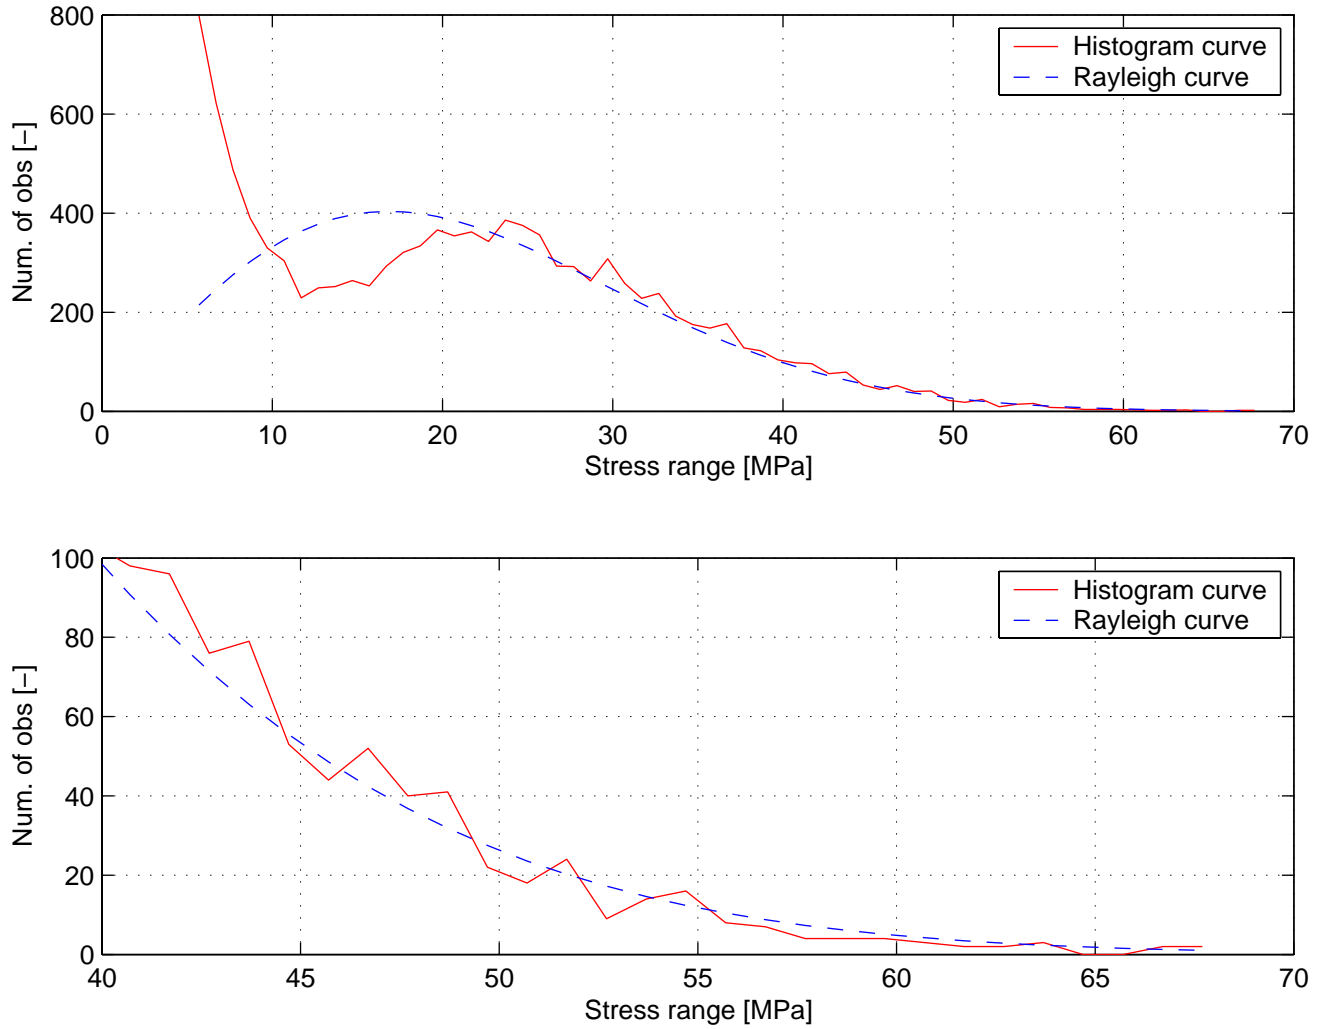 800
600
400
200
0
Num. of obs [−]
Histogram curve
Rayleigh curve
0 10 20 30 40 50 60 70
Stress range [MPa]
100
80
60
40
20
0
Num. of obs [−]
Histogram curve
Rayleigh curve
40 45 50 55 60 65 70
Stress range [MPa]